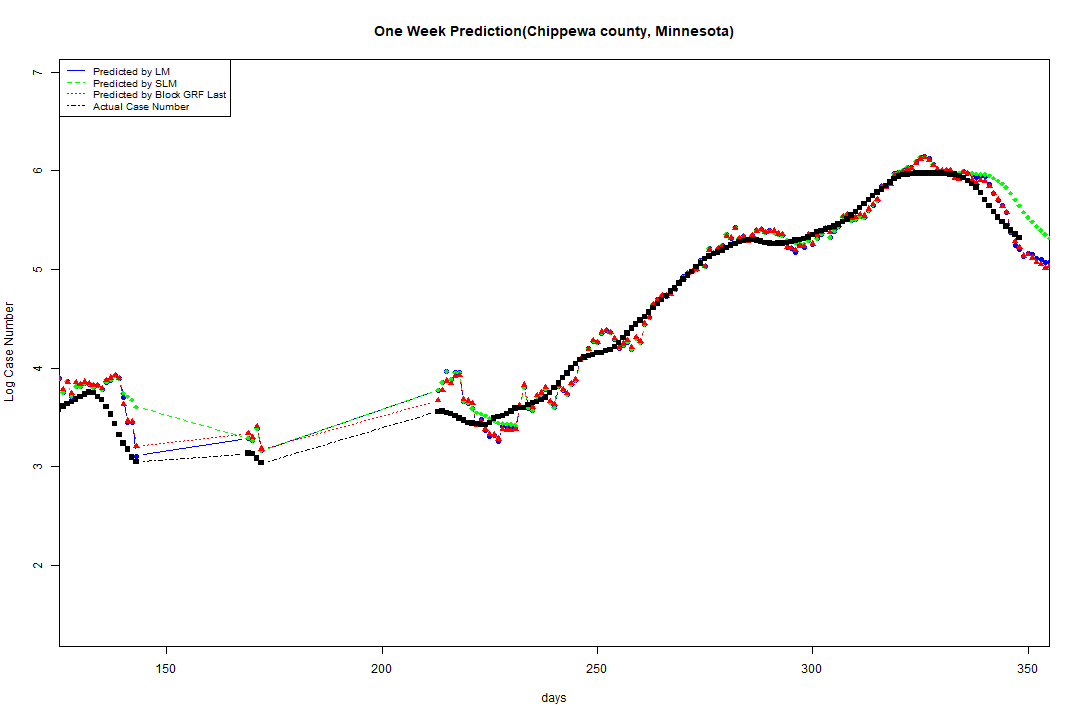 One Week Prediction(Chippewa county, Minnesota)
Predicted by LM
Predicted by SLM
Predicted by Block GRF Last
Actual Case Number
7
6
5
4
3
2
Log Case Number
150 200 250 300 350
days